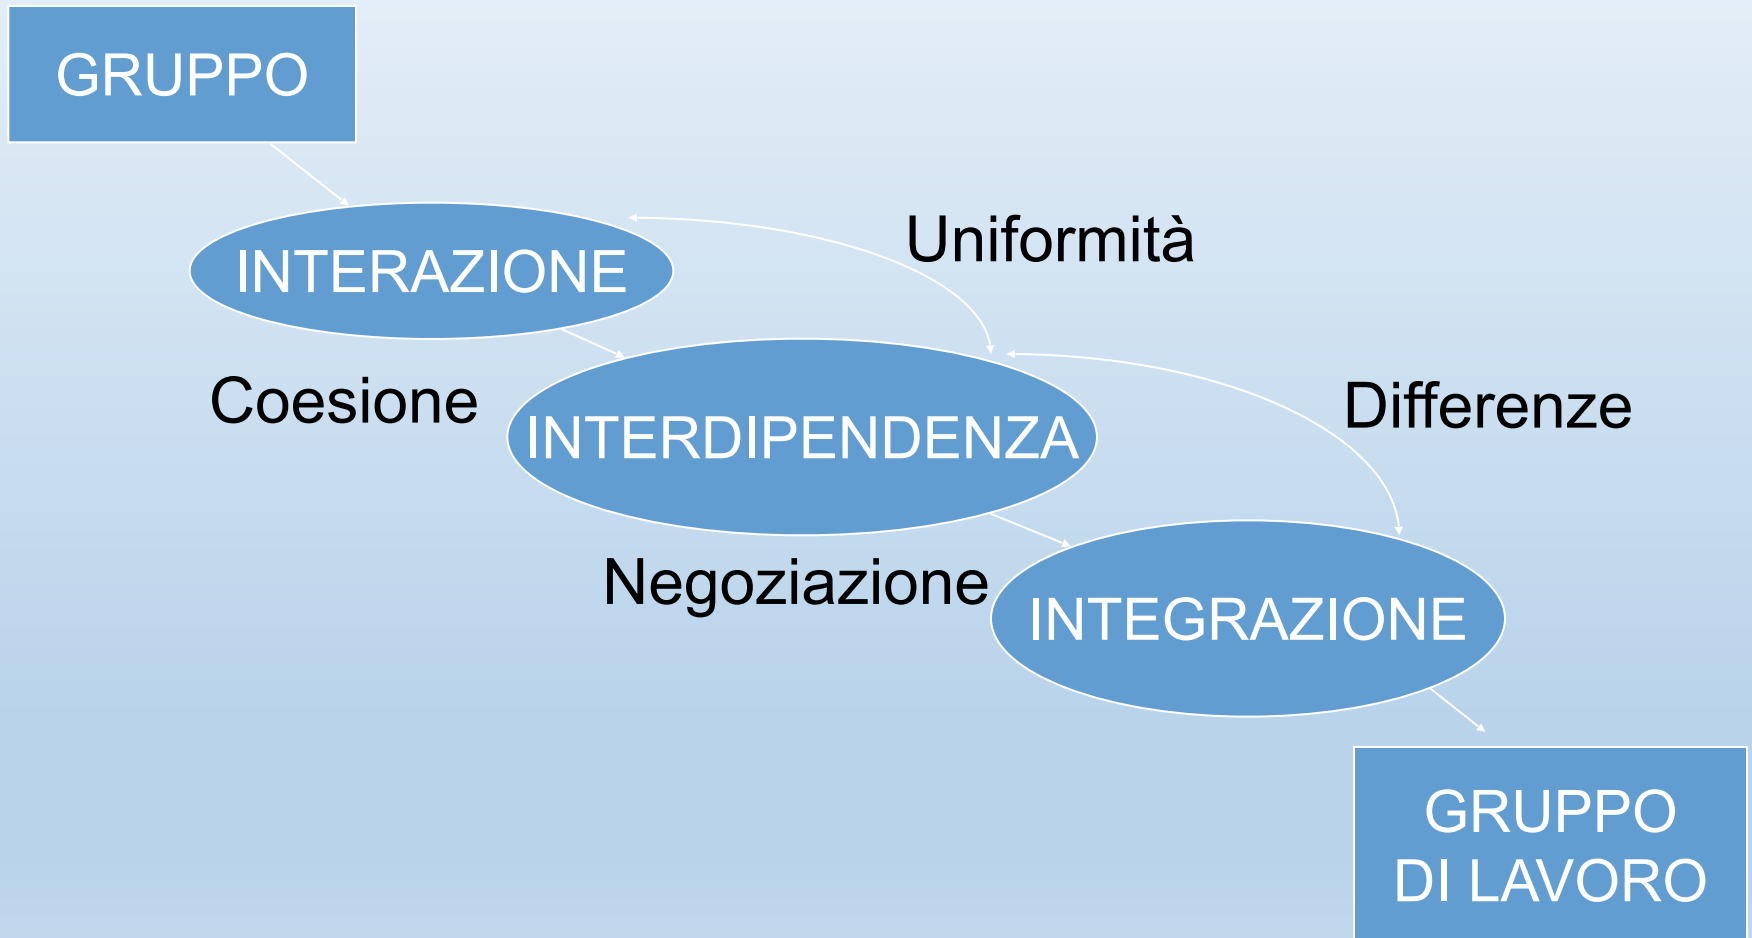 GRUPPO
INTERAZIONE
Uniformità
Coesione
INTERDIPENDENZA
Differenze
Negoziazione
INTEGRAZIONE
GRUPPO
DI LAVORO